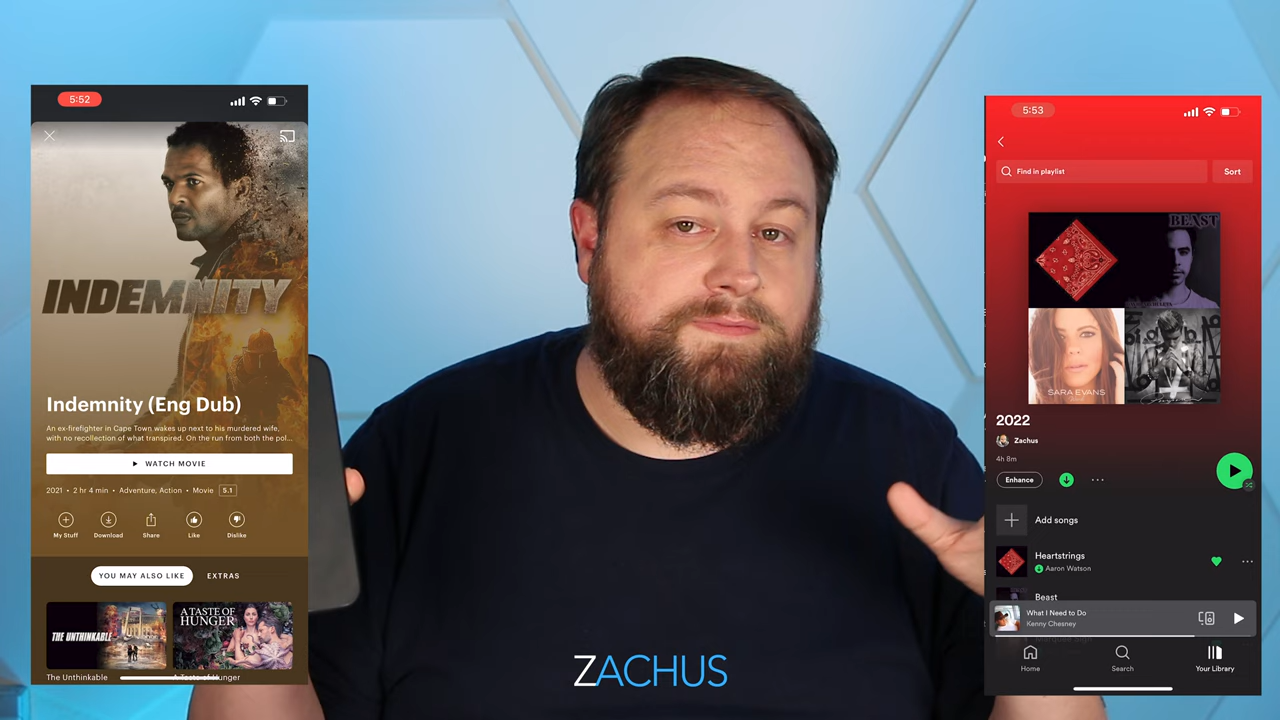 5:52
INDEMNITY
Indemnity (Eng Dub)
An ex-firefighter in Cape Town wakes up next to his murdered wife,
with no recollection of what transpired. On the run from both the pol...
WATCH MOVIE
2021 • 2 hr 4 min • Adventure, Action • Movie 5.1
My Stuff Download Share Like Dislike
YOU MAY ALSO LIKE EXTRAS
THE UNTHINKABLE
A TASTE OF
HUNGER
The Unthinkable A Taste of Hunger
ZACHUS
5:53
Find in playlist Sort
BEAST
SARA EVANS
2022
Zachus
4h 8m
Enhance
Add songs
Heartstrings
Aaron Watson
Beast
What I Need to Do
Kenny Chesney
Home Search Your Library